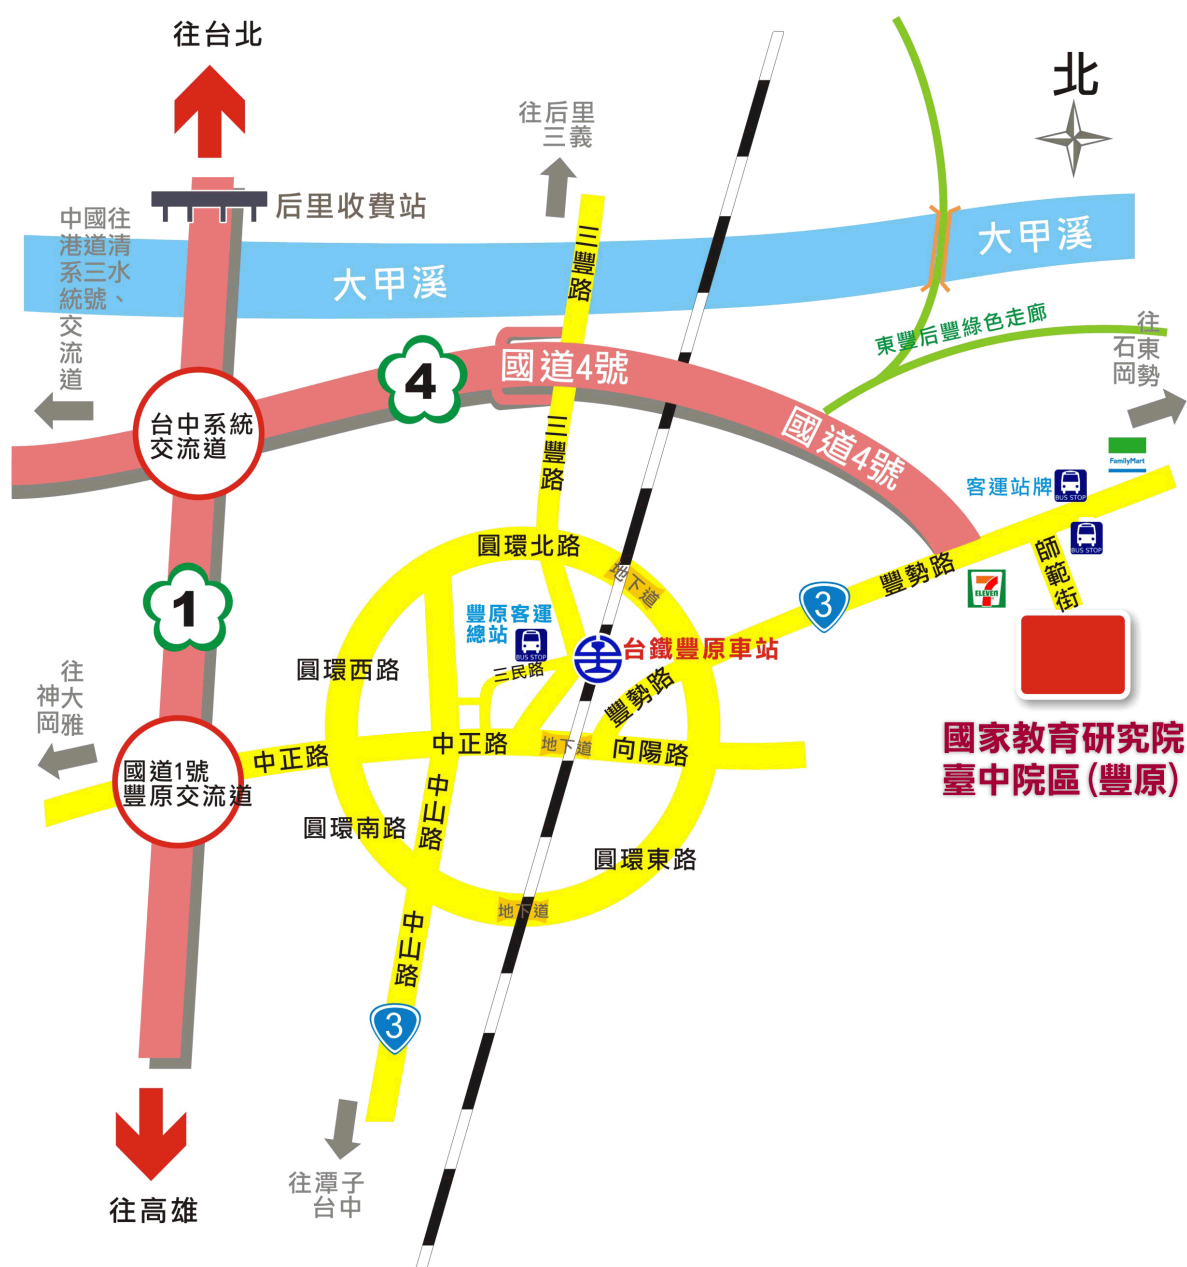 往台北
北
往后里
三義
后里收費站
往清水、
國道三號
中港系統交流道
大甲溪
大甲溪
三豐路
東豐后豐綠色走廊
往東勢
石岡
國道4號
國道4號
4
台中系統
交流道
三豐路
FamilyMart
客運站牌
BUS STOP
BUS STOP
圓環北路
地下道
師範街
豐勢路
7
ELEVEN
3
1
豐原客運
總站
BUS STOP
台鐵豐原車站
三民路
圓環西路
豐勢路
往大雅
神岡
國家教育研究院
臺中院區(豐原)
中正路
中正路
地下道
向陽路
國道1號
豐原交流道
中山路
圓環南路
圓環東路
地下道
中山路
3
往潭子
台中
往高雄